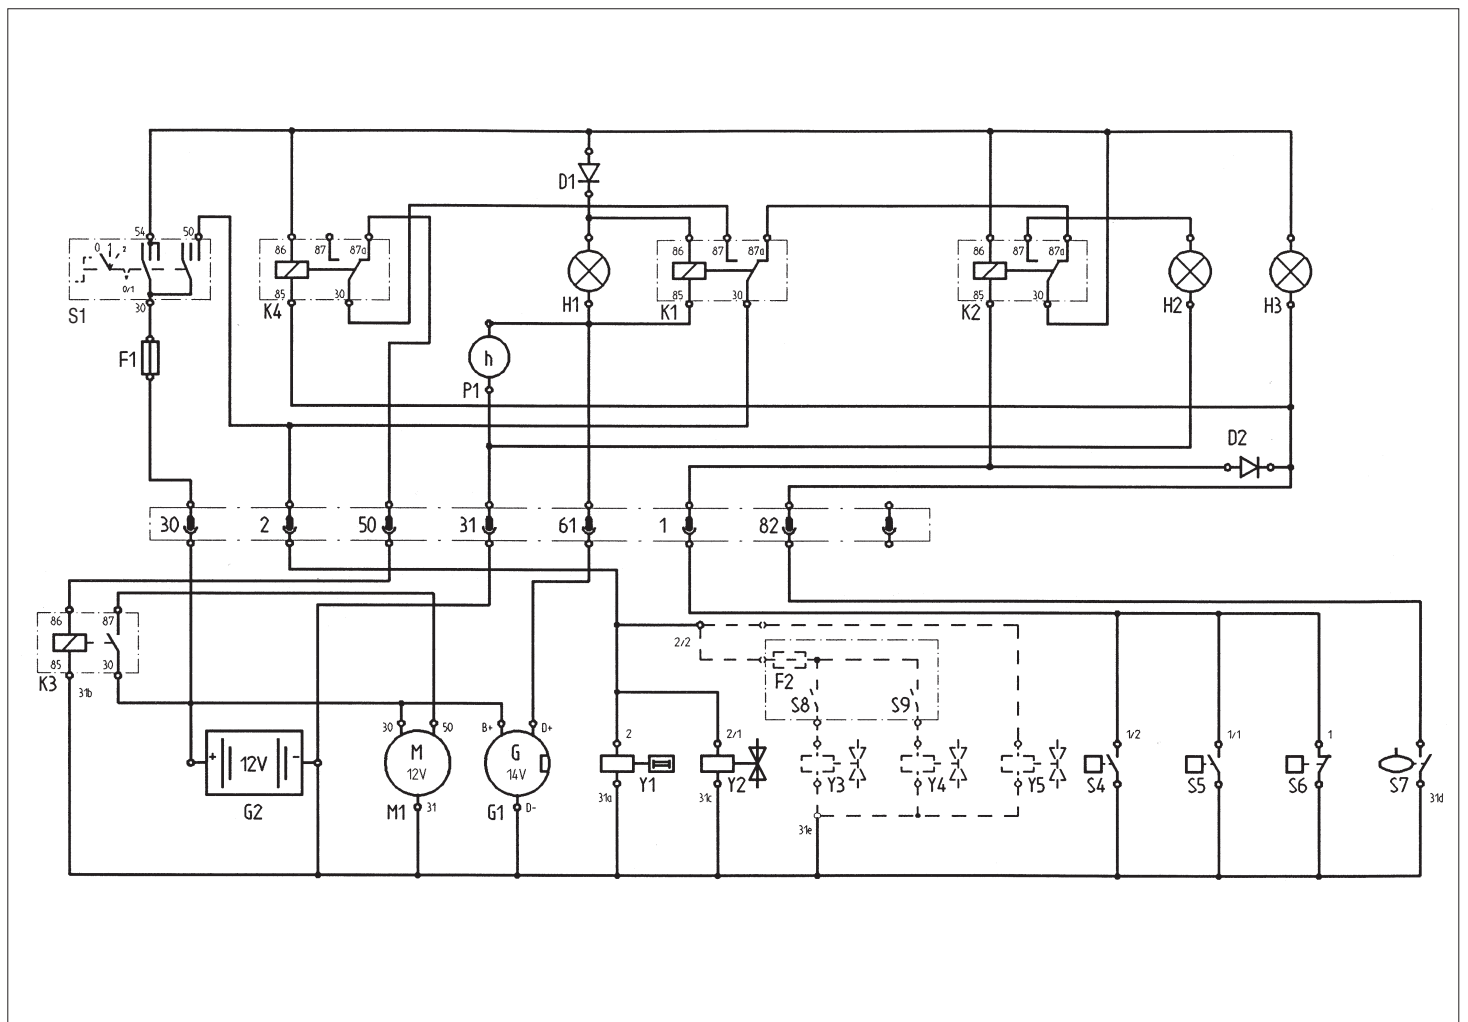 D1
54 50
0 1 2
86 87 87a
86 87 87a
86 87 87a
0/1
85 30
85 30
85 30
S1 30 K4 H1 K1 K2 H2 H3
F1
h
P1
D2
30 2 50 31 61 1 82
86 87
2/2
85 30
F2
K3 31b
S8 S9
30 50 B+ D+ 2 2/1 1/2 1/1 1
+ 12V -
M
12V
G
14V
G2 M1 31 G1 D- 31a Y1 31c Y2 Y3 Y4 Y5 S4 S5 S6 S7 31d
31e